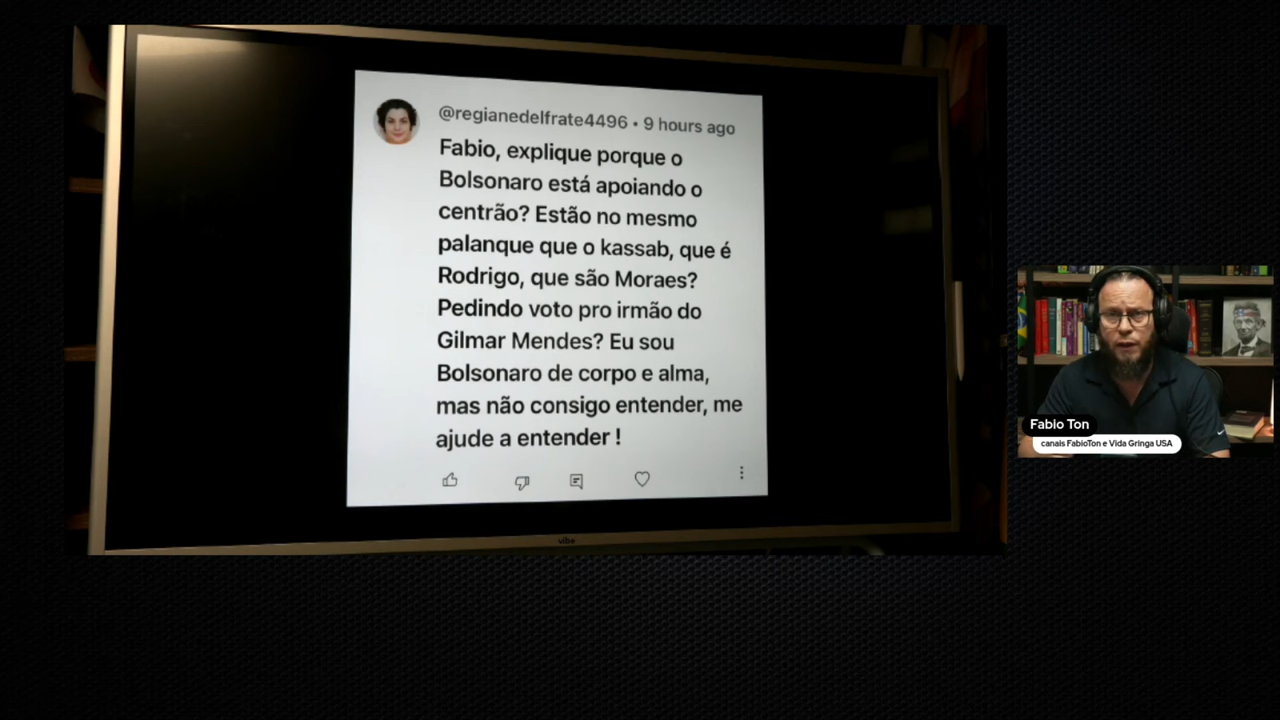 @regianedelfrate4496 • 9 hours ago
Fabio, explique porque o
Bolsonaro está apoiando o
centrão? Estão no mesmo
palanque que o kassab, que é
Rodrigo, que são Moraes?
Pedindo voto pro irmão do
Gilmar Mendes? Eu sou
Bolsonaro de corpo e alma,
mas não consigo entender, me
ajude a entender !
vibe
Fabio Ton
canais FabioTon e Vida Gringa USA